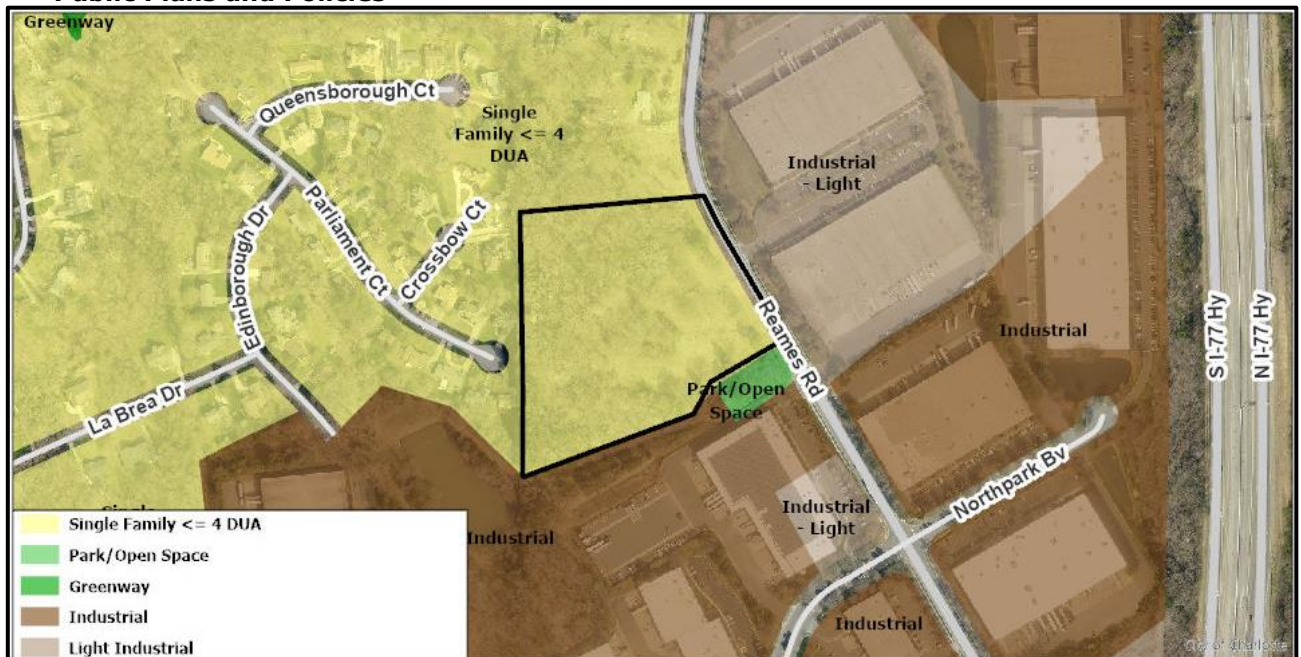 Public Plans and Policies
Greenway
Queensborough Ct
Single
Family <= 4
DUA
Industrial
- Light
Parliament Ct
Crossbow Ct
Edinborough Dr
Reames Rd
Industrial
S I-77 Hy
N I-77 Hy
La Brea Dr
Park/Open
Space
Northpark Bv
Industrial
- Light
Single
Industrial
Industrial
Single Family <= 4 DUA
Park/Open Space
Greenway
Industrial
Light Industrial
City of Charlotte